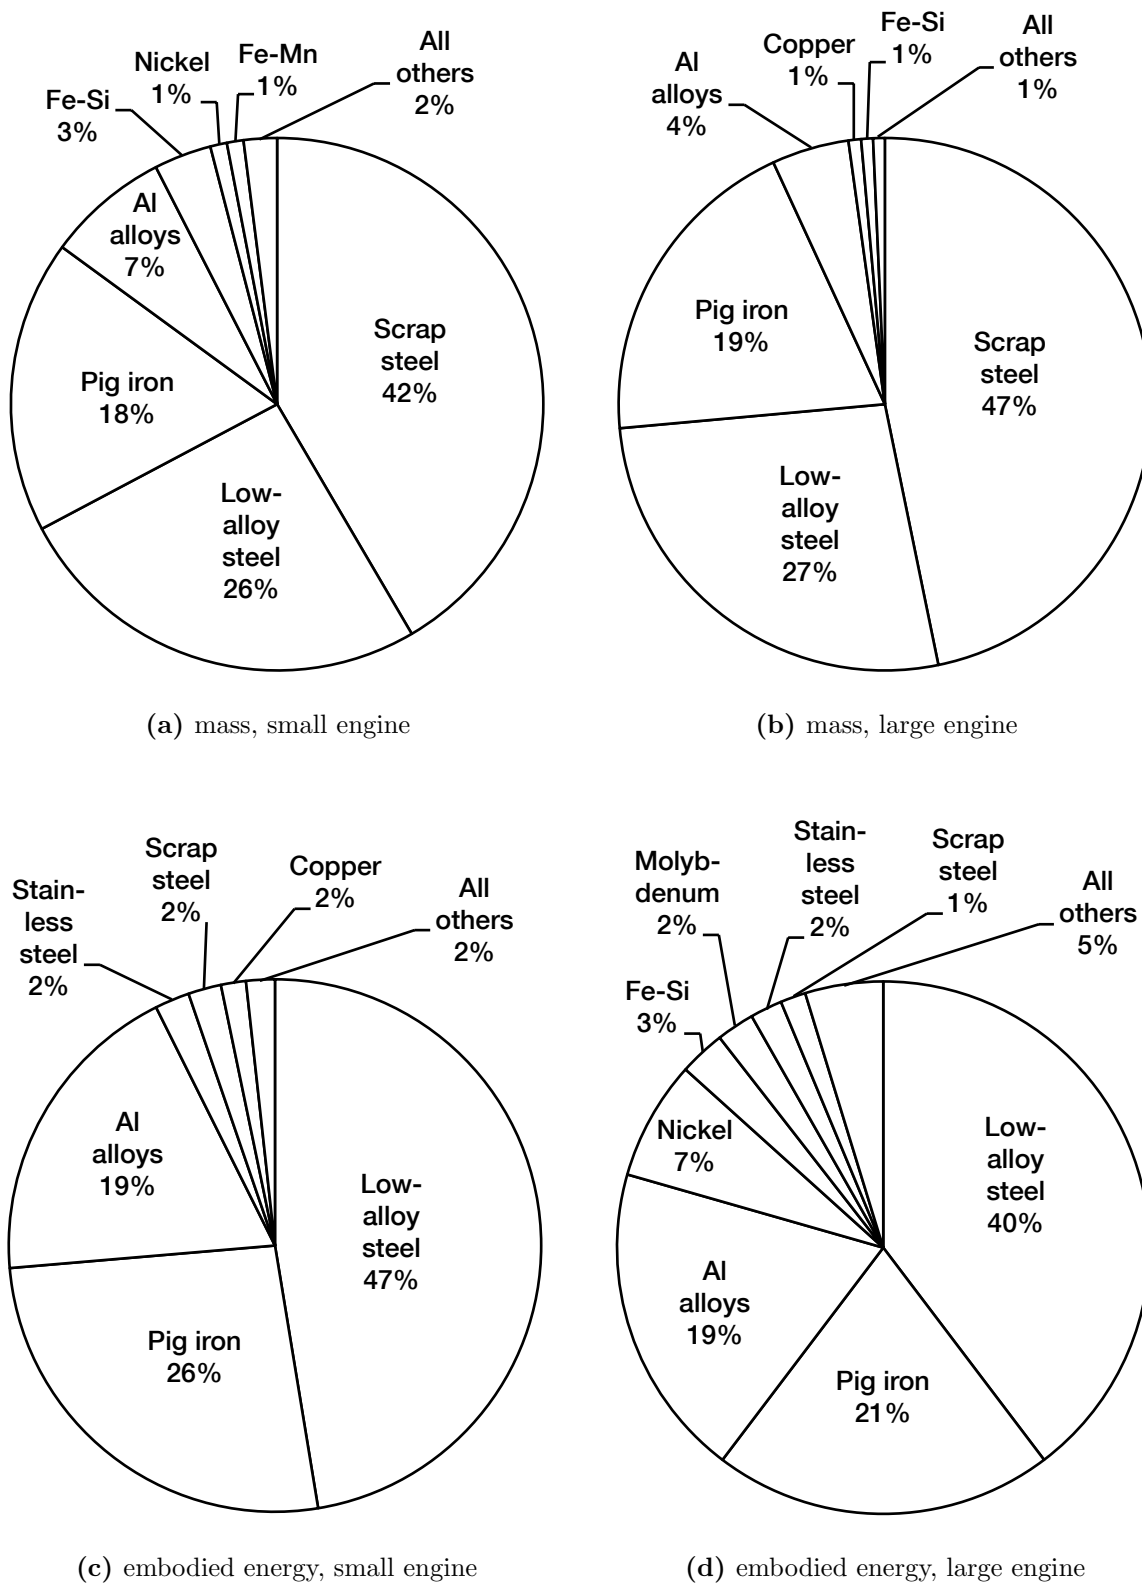 Nickel
1%
Fe-Mn
1%
All
others
2%
Fe-Si
3%
Al
alloys
7%
Pig iron
18%
Scrap
steel
42%
Low-
alloy
steel
26%
(a) mass, small engine
Al
alloys
4%
Copper
1%
Fe-Si
1%
All
others
1%
Pig iron
19%
Scrap
steel
47%
Low-
alloy
steel
27%
(b) mass, large engine
Stain-
less
steel
2%
Scrap
steel
2%
Copper
2%
All
others
2%
Al
alloys
19%
Low-
alloy
steel
47%
Pig iron
26%
(c) embodied energy, small engine
Fe-Si
3%
Molyb-
denum
2%
Stain-
less
steel
2%
Scrap
steel
1%
All
others
5%
Nickel
7%
Low-
alloy
steel
40%
Al
alloys
19%
Pig iron
21%
(d) embodied energy, large engine